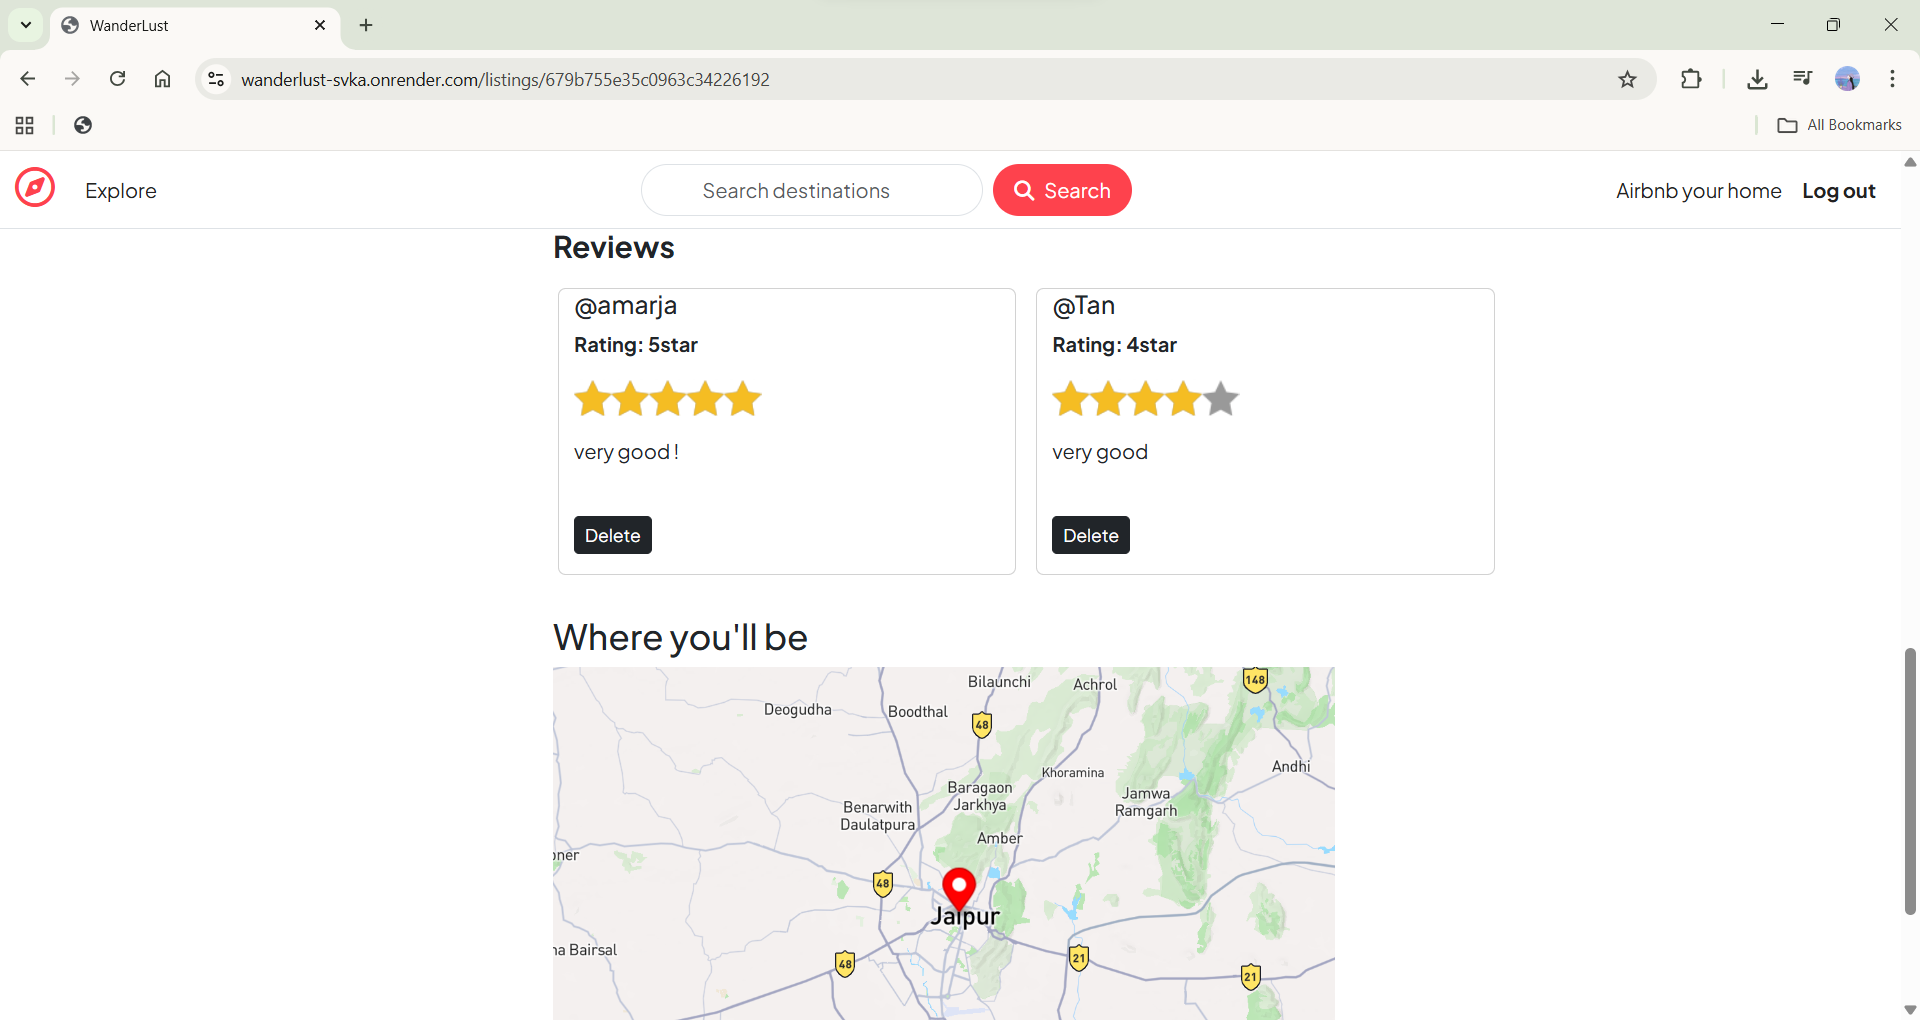 WanderLust
wanderlust-svka.onrender.com/listings/679b755e35c0963c34226192
All Bookmarks
Explore
Search destinations
Search
Airbnb your home
Log out
Reviews
@amarja
Rating: 5star
very good !
Delete
@Tan
Rating: 4star
very good
Delete
Where you'll be
Bilaunchi
Achrol
148
Deogudha
Boodthal
48
Khoramina
Andhi
Baragaon
Jarkhya
Jamwa
Ramgarh
Benarwith
Daulatpura
Amber
oner
48
Jaipur
na Bairsal
48
21
21